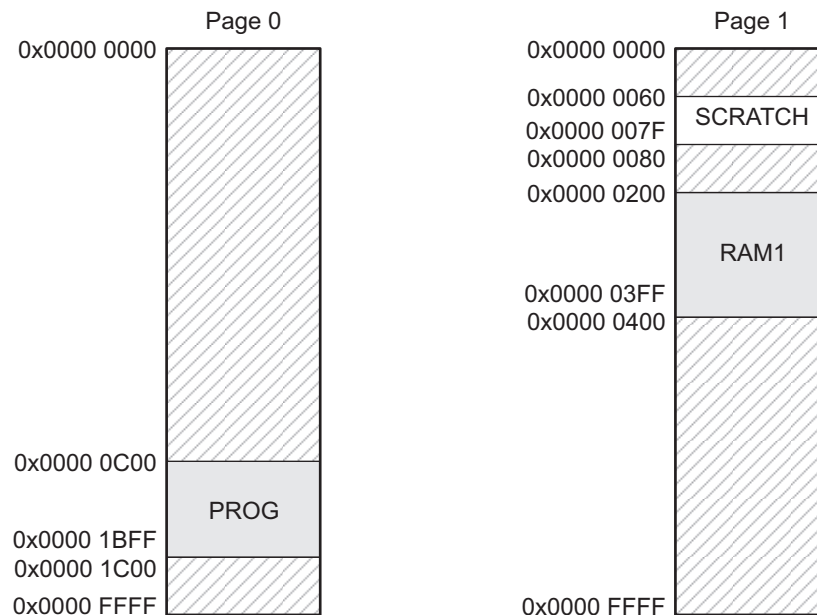 Page 0
0x0000 0000
0x0000 0C00
PROG
0x0000 1BFF
0x0000 1C00
0x0000 FFFF
Page 1
0x0000 0000
0x0000 0060
SCRATCH
0x0000 007F
0x0000 0080
0x0000 0200
RAM1
0x0000 03FF
0x0000 0400
0x0000 FFFF